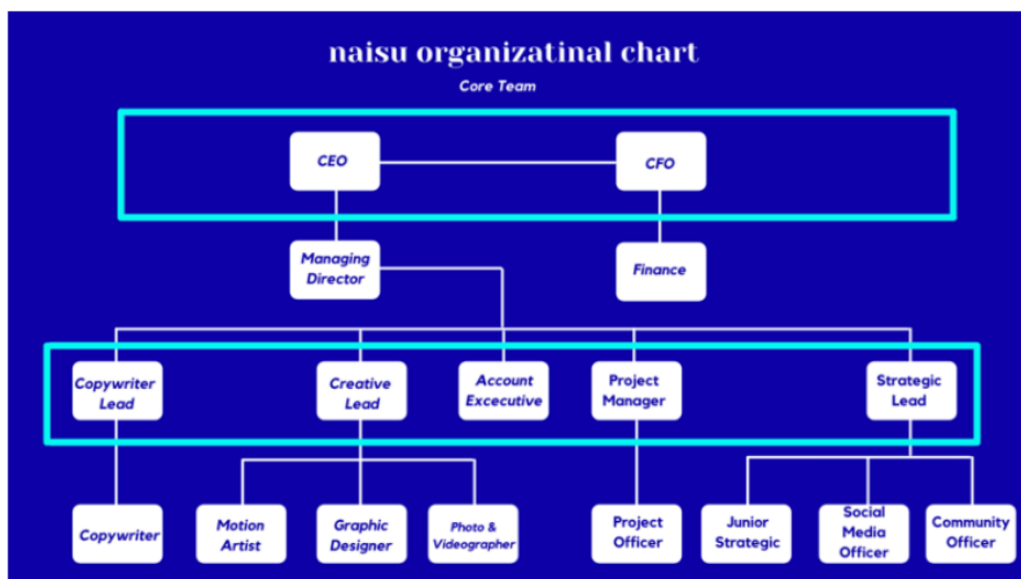 naisu organizatinal chart
Core Team
CEO
CFO
Managing
Director
Finance
Copywriter
Lead
Creative
Lead
Account
Excecutive
Project
Manager
Strategic
Lead
Copywriter
Motion
Artist
Graphic
Designer
Photo &
Videographer
Project
Officer
Junior
Strategic
Social
Media
Officer
Community
Officer